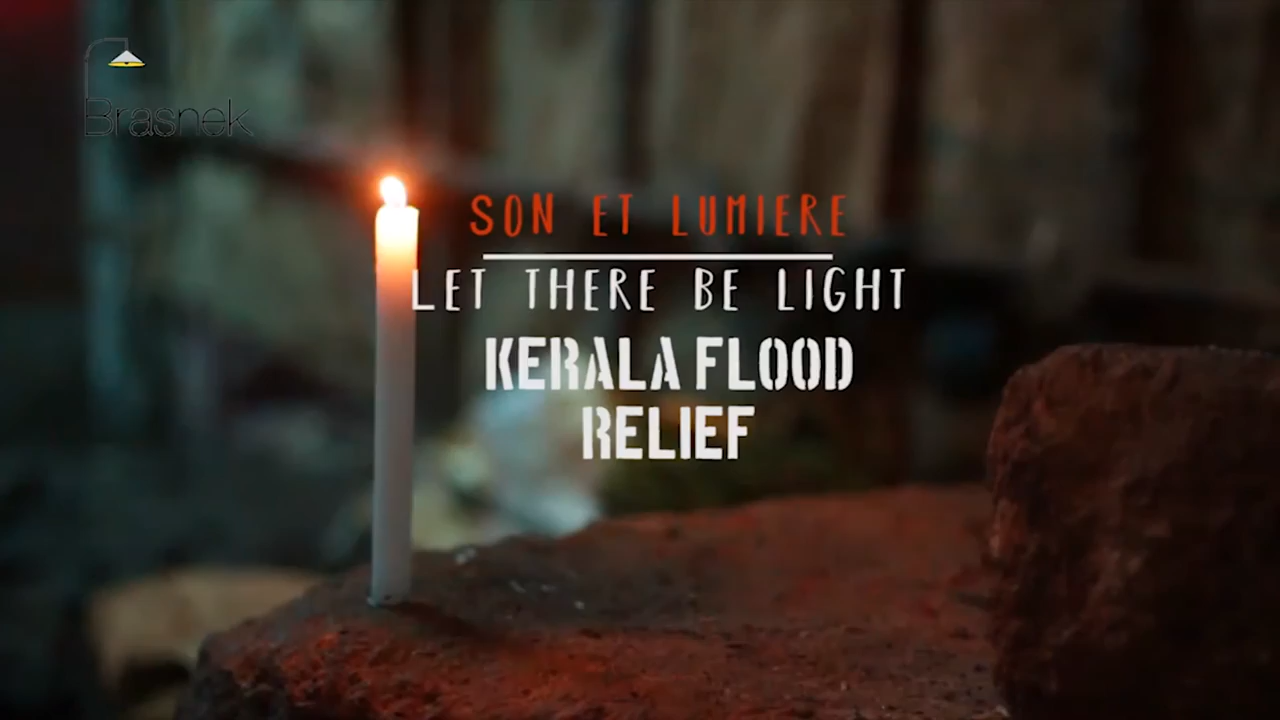 Brasnek
SON ET LUMIERE
LET THERE BE LIGHT
KERALA FLOOD
RELIEF